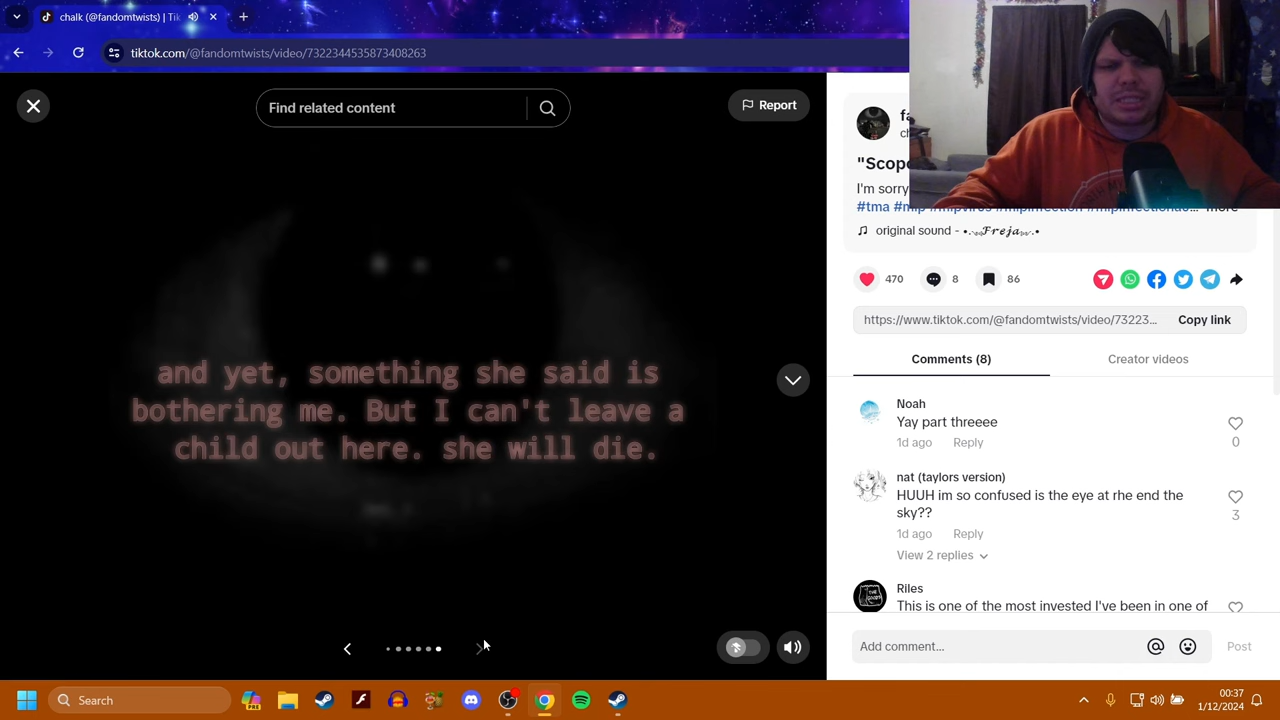 chalk (@fandomtwists) | Tik
tiktok.com/@fandomtwists/video/7322344535873408263
Find related content
Report
"Scop
I'm sorry
#tma #mlp #mlpvirus #mlpinfection #mlpinfectionau... more
original sound - •.Freja.•
470
8
86
https://www.tiktok.com/@fandomtwists/video/73223...
Copy link
Comments (8)
Creator videos
and yet, something she said is
bothering me. But I can't leave a
child out here. she will die.
Noah
Yay part threeee
1d ago
Reply
0
nat (taylors version)
HUUH im so confused is the eye at rhe end the
sky??
3
1d ago
Reply
View 2 replies
Riles
This is one of the most invested I've been in one of
Add comment...
Post
Search
00:37
1/12/2024